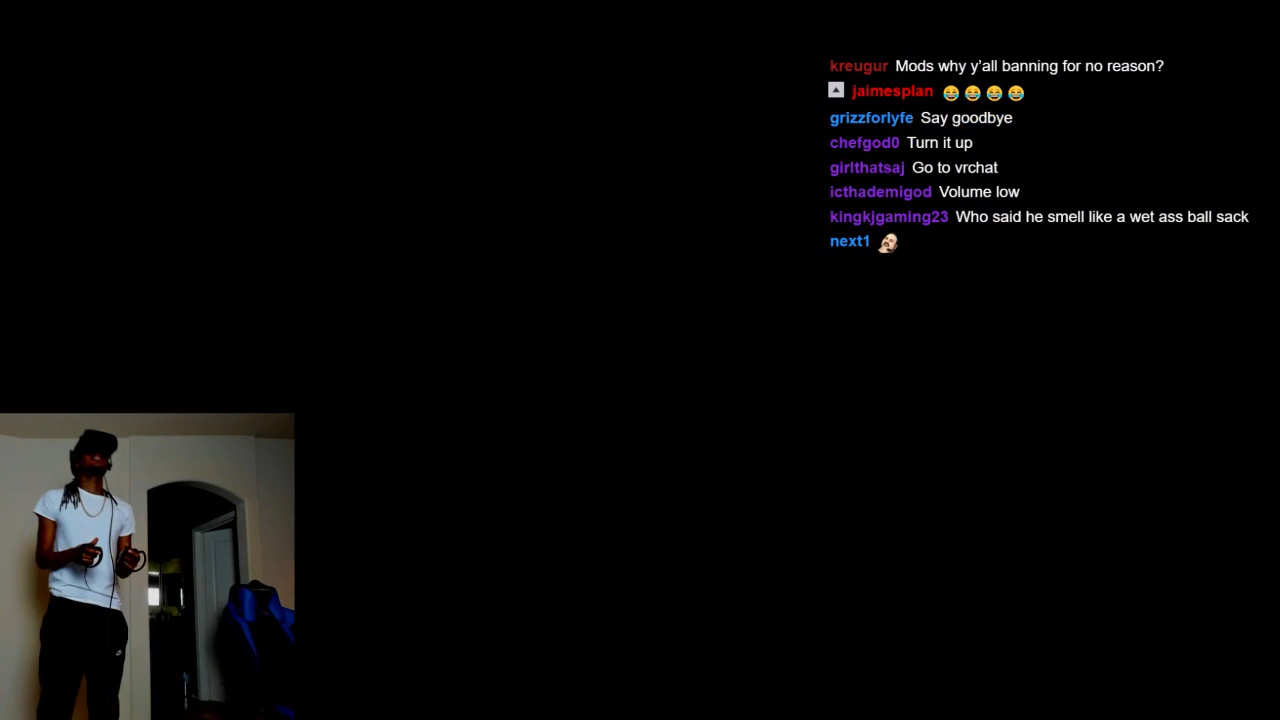 kreugur Mods why y'all banning for no reason?
jaimesplan 😂 😂 😂 😂
grizzforlyfe Say goodbye
chefgod0 Turn it up
girlthatsaj Go to vrchat
icthademigod Volume low
kingkjgaming23 Who said he smell like a wet ass ball sack
next1